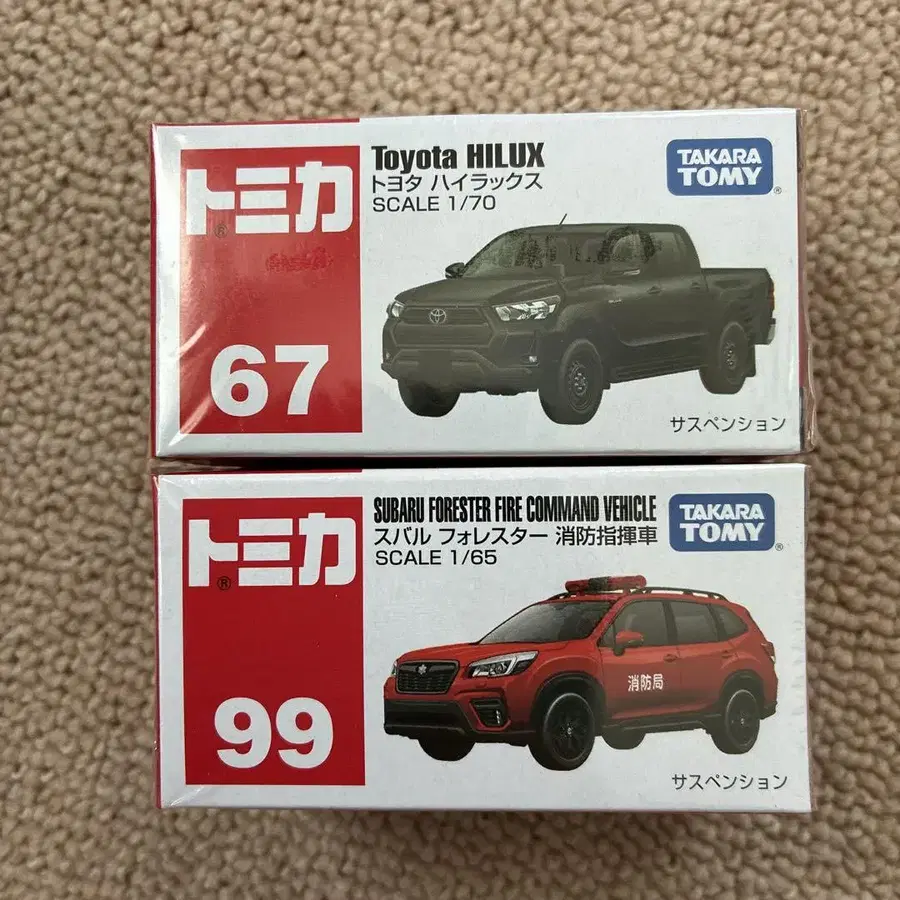 トミカ
67
Toyota HILUX
トヨタ ハイラックス
SCALE 1/70
TAKARA
TOMY
サスペンション
トミカ
99
SUBARU FORESTER FIRE COMMAND VEHICLE
スバル フォレスター 消防指揮車
SCALE 1/65
TAKARA
TOMY
消防局
サスペンション